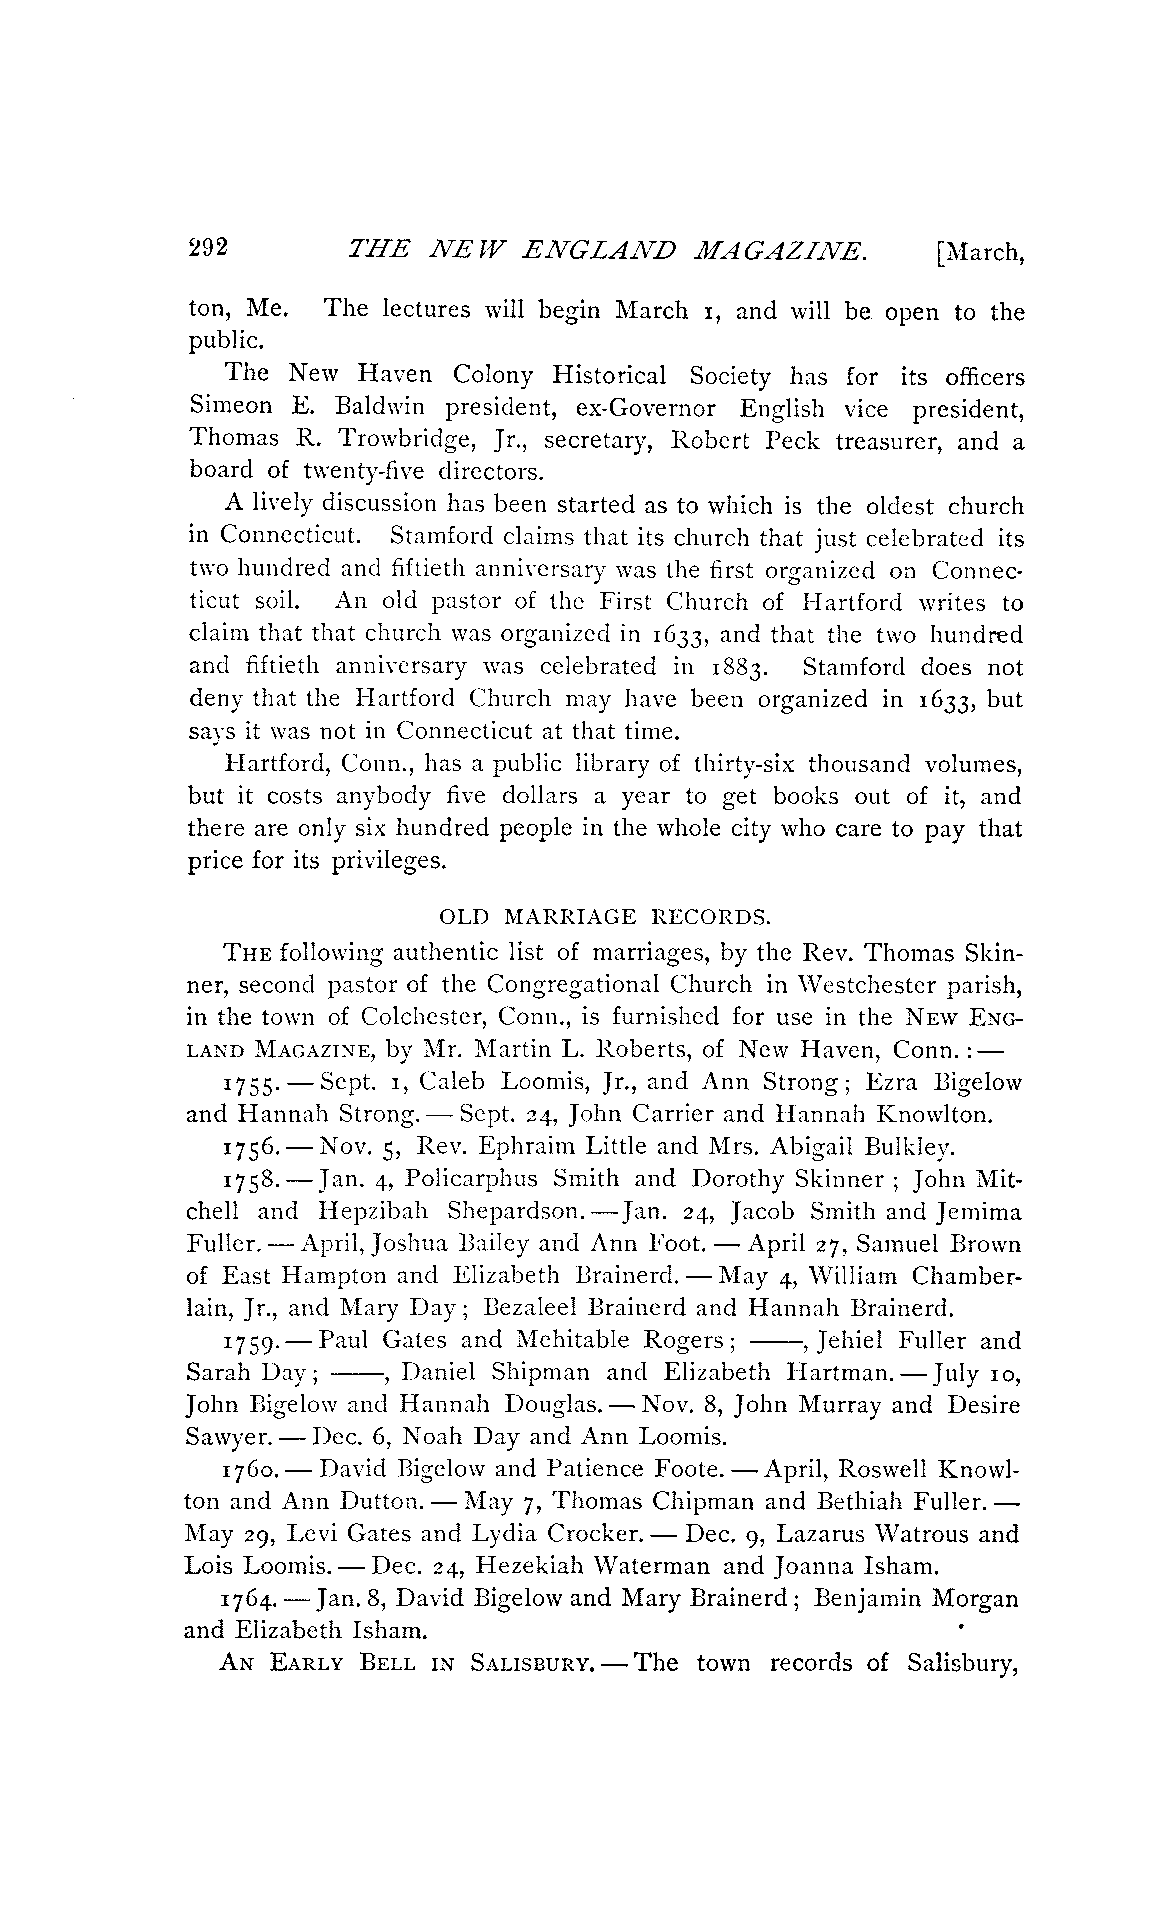 292 THE NEW ENGLAND MAGAZINE. [March,
ton, Me. The lectures will begin March 1, and will be open to the
public.
The New Haven Colony Historical Society has for its officers
Simeon E. Baldwin president, ex-Governor English vice president,
Thomas R. Trowbridge, Jr., secretary, Robert Peck treasurer, and a
board of twenty-five directors.
A lively discussion has been started as to which is the oldest church
in Connecticut. Stamford claims that its church that just celebrated its
two hundred and fiftieth anniversary was the first organized on Connec-
ticut soil. An old pastor of the First Church of Hartford writes to
claim that that church was organized in 1633, and that the two hundred
and fiftieth anniversary was celebrated in 1883. Stamford does not
deny that the Hartford Church may have been organized in 1633, but
says it was not in Connecticut at that time.
Hartford, Conn., has a public library of thirty-six thousand volumes,
but it costs anybody five dollars a year to get books out of it, and
there are only six hundred people in the whole city who care to pay that
price for its privileges.
OLD MARRIAGE RECORDS.
THE following authentic list of marriages, by the Rev. Thomas Skin-
ner, second pastor of the Congregational Church in Westchester parish,
in the town of Colchester, Conn., is furnished for use in the NEW ENG-
LAND MAGAZINE, by Mr. Martin L. Roberts, of New Haven, Conn. : —
1755. — Sept. 1, Caleb Loomis, Jr., and Ann Strong; Ezra Bigelow
and Hannah Strong. — Sept. 24, John Carrier and Hannah Knowlton.
1756. — Nov. 5, Rev. Ephraim Little and Mrs. Abigail Bulkley.
1758. — Jan. 4, Policarphus Smith and Dorothy Skinner ; John Mit-
chell and Hepzibah Shepardson. — Jan. 24, Jacob Smith and Jemima
Fuller. — April, Joshua Bailey and Ann Foot. — April 27, Samuel Brown
of East Hampton and Elizabeth Brainerd. — May 4, William Chamber-
lain, Jr., and Mary Day ; Bezaleel Brainerd and Hannah Brainerd.
1759. — Paul Gates and Mehitable Rogers ; ——, Jehiel Fuller and
Sarah Day ; ——, Daniel Shipman and Elizabeth Hartman. — July 10,
John Bigelow and Hannah Douglas. — Nov. 8, John Murray and Desire
Sawyer. — Dec. 6, Noah Day and Ann Loomis.
1760. — David Bigelow and Patience Foote. — April, Roswell Knowl-
ton and Ann Dutton. — May 7, Thomas Chipman and Bethiah Fuller. —
May 29, Levi Gates and Lydia Crocker. — Dec. 9, Lazarus Watrous and
Lois Loomis. — Dec. 24, Hezekiah Waterman and Joanna Isham.
1764. — Jan. 8, David Bigelow and Mary Brainerd ; Benjamin Morgan
and Elizabeth Isham.
AN EARLY BELL IN SALISBURY. — The town records of Salisbury,